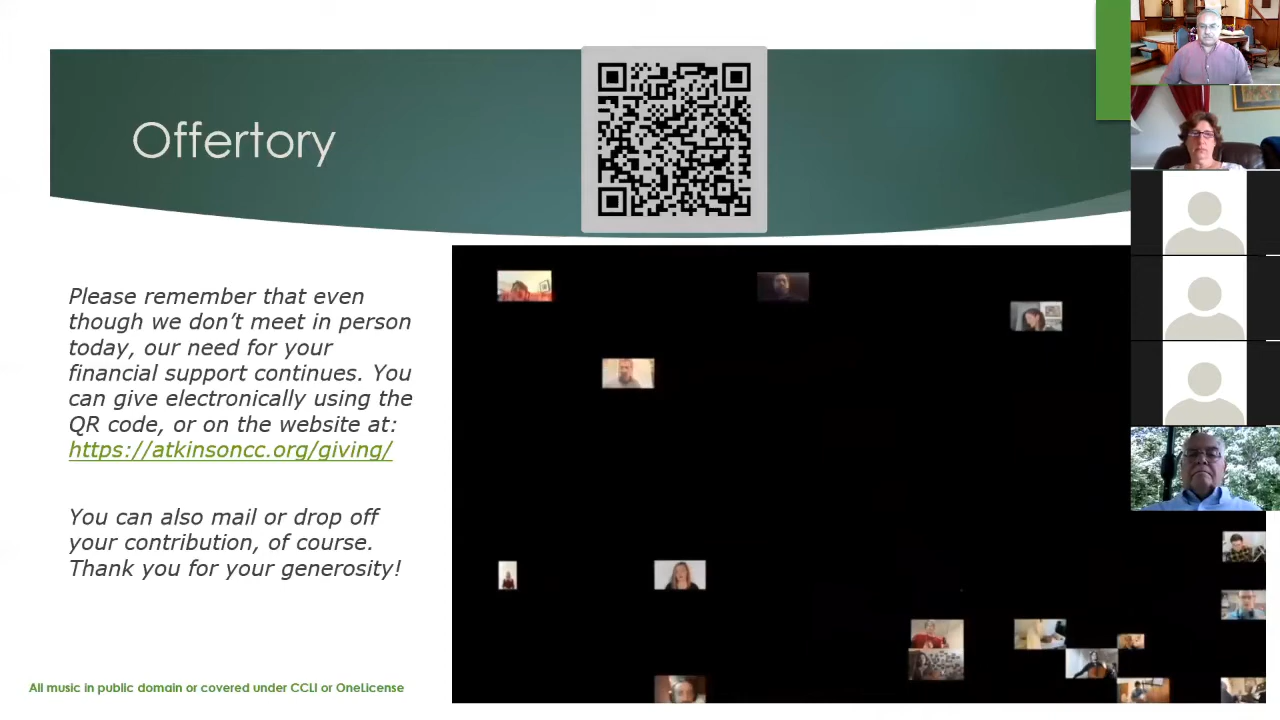 Offertory
Please remember that even
though we don't meet in person
today, our need for your
financial support continues. You
can give electronically using the
QR code, or on the website at:
https://atkinsoncc.org/giving/
You can also mail or drop off
your contribution, of course.
Thank you for your generosity!
All music in public domain or covered under CCLI or OneLicense